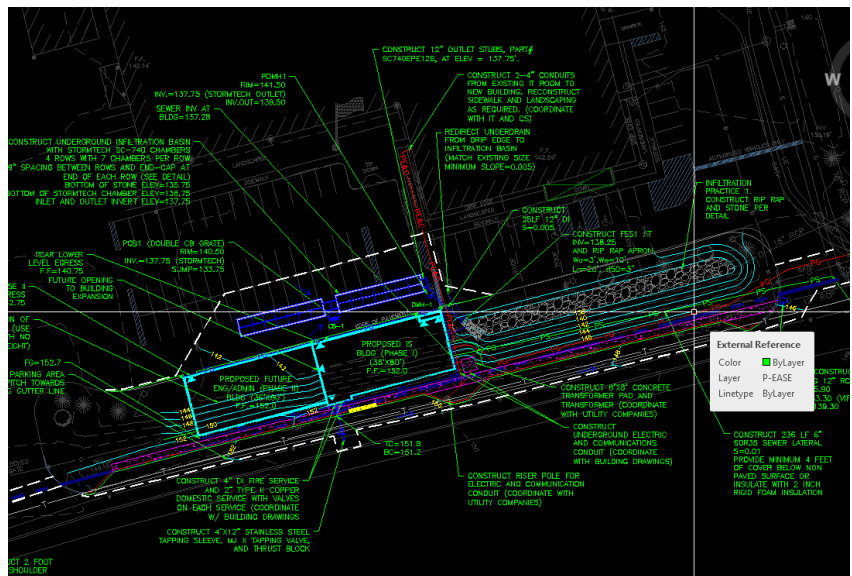 CONSTRUCT 12" OUTLET STUBS, PART#
SC740EPE12B, AT ELEV = 137.75'.
PDMH1
RIM=141.50
INV.=137.75 (STORMTECH OUTLET)
INV.OUT=138.50
SEWER INV AT
BLDG=137.28
CONSTRUCT 2-4" CONDUITS
FROM EXISTING IT ROOM TO
NEW BUILDING. RECONSTRUCT
SIDEWALK AND LANDSCAPING
AS REQUIRED. (COORDINATE
WITH IT AND GS)
CONSTRUCT UNDERGROUND INFILTRATION BASIN
WITH STORMTECH SC-740 CHAMBERS
4 ROWS WITH 7 CHAMBERS PER ROW
9" SPACING BETWEEN ROWS AND END-CAP AT
END OF EACH ROW (SEE DETAIL)
BOTTOM OF STONE ELEV=135.75
BOTTOM OF STORMTECH CHAMBER ELEV=136.75
INLET AND OUTLET INVERT ELEV=137.75
REDIRECT UNDERDRAIN
FROM DRIP EDGE TO
INFILTRATION BASIN
(MATCH EXISTING SIZE
MINIMUM SLOPE=0.005)
INFILTRATION
PRACTICE 1.
CONSTRUCT RIP RAP
AND STONE PER
DETAIL
CONSTRUCT
25LF 12" DI
S=0.005
CONSTRUCT FES1 AT
INV=138.25
AND RIP RAP APRON
Wo=3', We=10',
La=20', d50=3"
PCB1 (DOUBLE CB GRATE)
RIM=140.50
INV.=137.75 (STORMTECH)
SUMP=133.75
REAR LOWER
LEVEL EGRESS
F.F=140.75
FUTURE OPENING
TO BUILDING
EXPANSION
FG=152.7
PARKING AREA
PITCH TOWARDS
GUTTER LINE
EDGE OF PAVEMENT
CB-1
DMH-1
PROPOSED IS
BLDG (PHASE I)
(36'X80')
F.F.=152.0
PROPOSED FUTURE
ENG/ADMIN (PHASE II)
F.F.=152.0
External Reference
Color ByLayer
Layer P-EASE
Linetype ByLayer
CONSTRUCT 8'X8' CONCRETE
TRANSFORMER PAD AND
TRANSFORMER (COORDINATE
WITH UTILITY COMPANIES)
CONSTRUCT
UNDERGROUND ELECTRIC AND
COMMUNICATIONS
CONDUIT (COORDINATE
WITH BUILDING DRAWINGS)
TC=151.8
BC=151.2
CONSTRUCT 236 LF 6"
SDR35 SEWER LATERAL
S=0.01
PROVIDE MINIMUM 4 FEET
OF COVER BELOW NON
PAVED SURFACE OR
INSULATE WITH 2 INCH
RIGID FOAM INSULATION
CONSTRUCT RISER POLE FOR
ELECTRIC AND COMMUNICATION
CONDUIT (COORDINATE WITH
UTILITY COMPANIES)
CONSTRUCT 4" DI FIRE SERVICE
AND 2" TYPE K COPPER
DOMESTIC SERVICE WITH VALVES
ON EACH SERVICE (COORDINATE
W/ BUILDING DRAWINGS
CONSTRUCT 4"X12" STAINLESS STEEL
TAPPING SLEEVE, MJ X TAPPING VALVE,
AND THRUST BLOCK
UCT 2 FOOT
SHOULDER
W